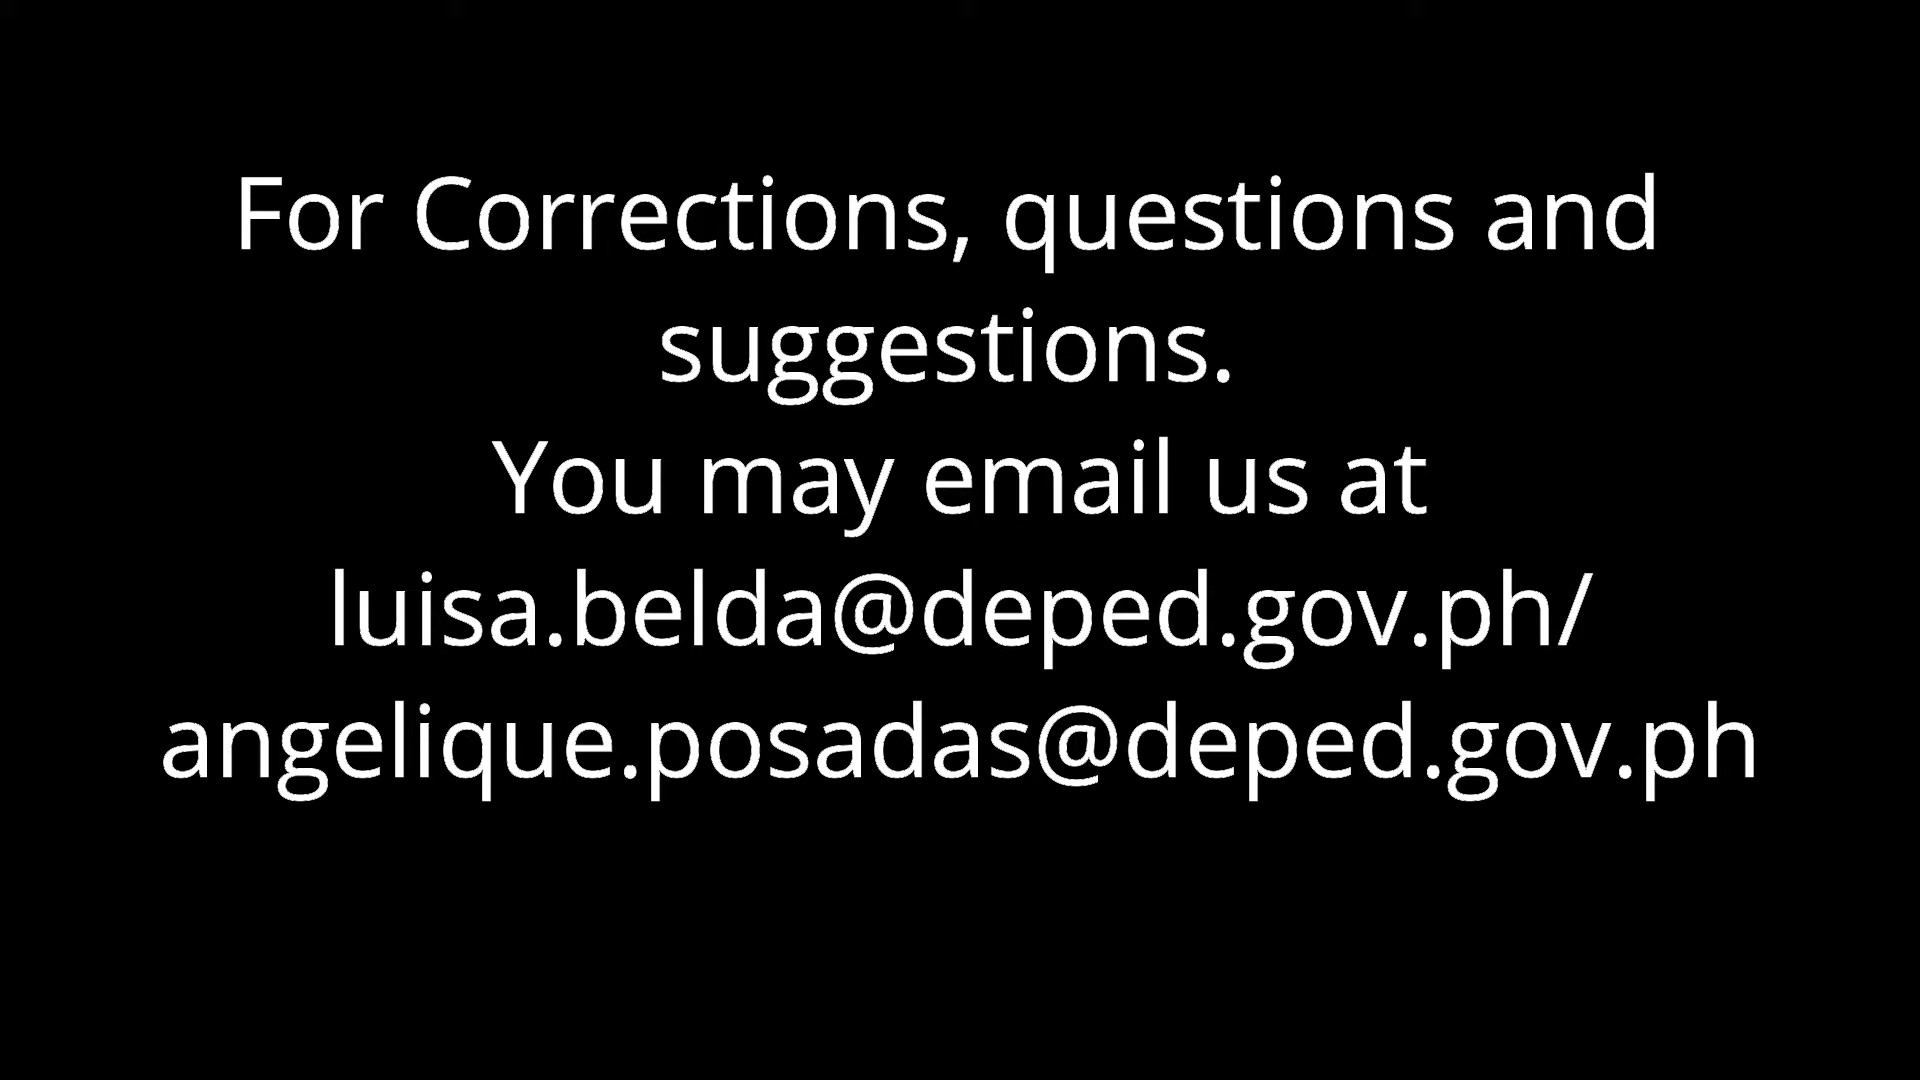 For Corrections, questions and
suggestions.
You may email us at
luisa.belda@deped.gov.ph/
angelique.posadas@deped.gov.ph